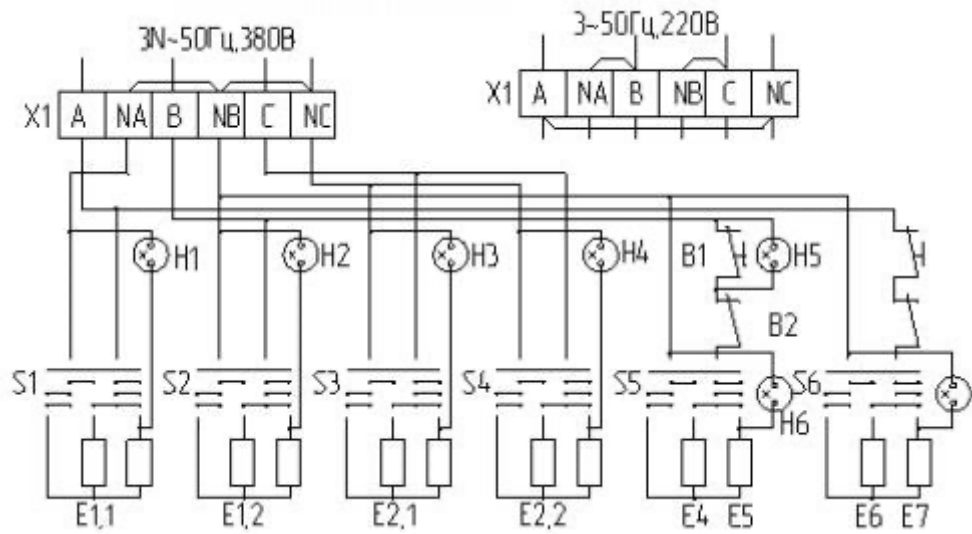 3N~50Гц,380В
3~50Гц,220В
X1 A NA B NB C NC
X1 A NA B NB C NC
H1 H2 H3 H4 B1 H5
B2
S1 S2 S3 S4 S5 S6
H6
E1,1 E1,2 E2,1 E2,2 E4 E5 E6 E7